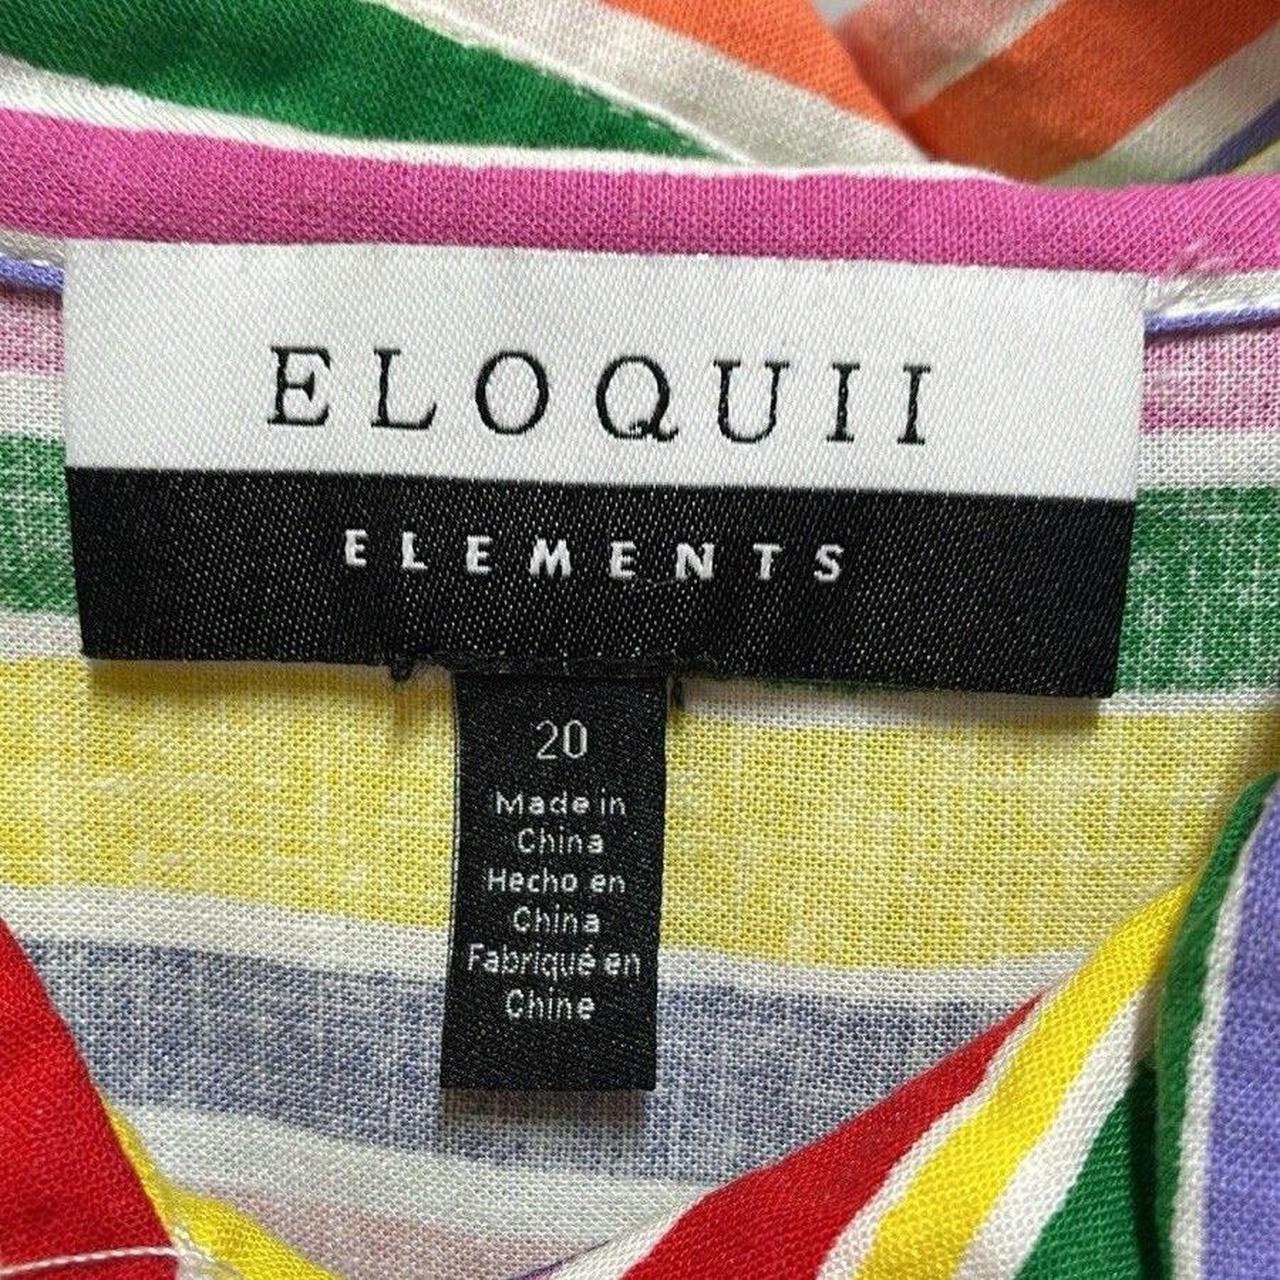 ELOQUII
ELEMENTS
20
Made in
China
Hecho en
China
Fabriqué en
Chine